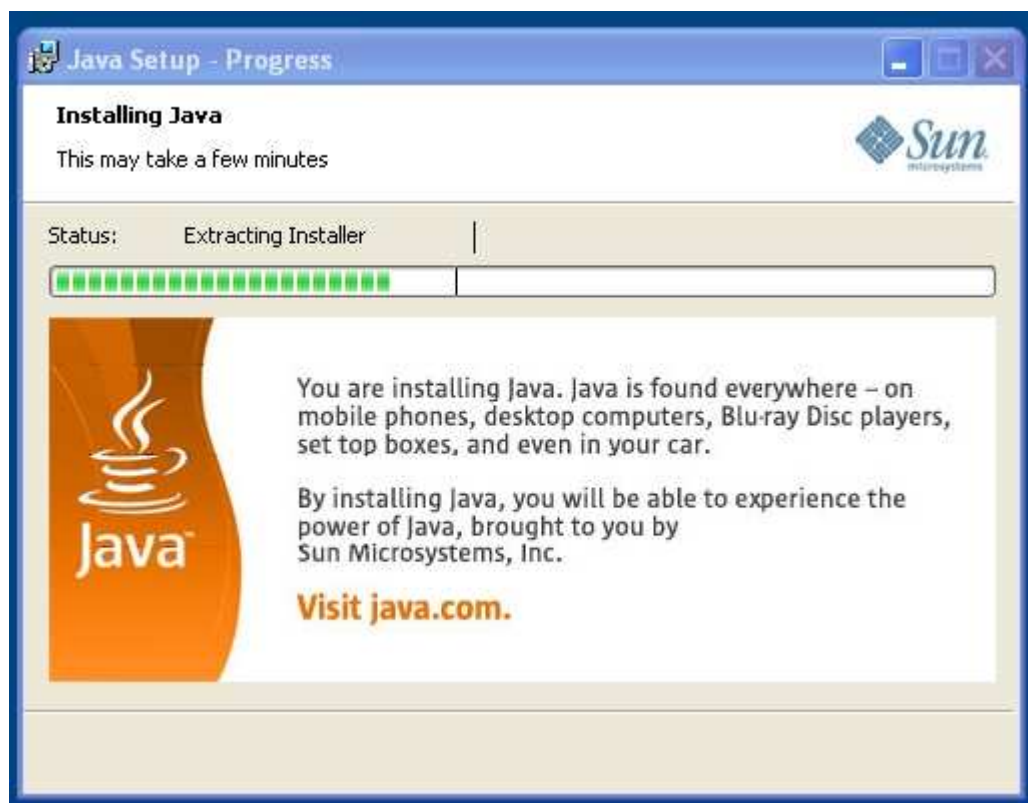 Java Setup - Progress
Installing Java
This may take a few minutes
Sun
microsystems
Status: Extracting Installer
Java™
You are installing Java. Java is found everywhere – on
mobile phones, desktop computers, Blu-ray Disc players,
set top boxes, and even in your car.
By installing Java, you will be able to experience the
power of Java, brought to you by
Sun Microsystems, Inc.
Visit java.com.